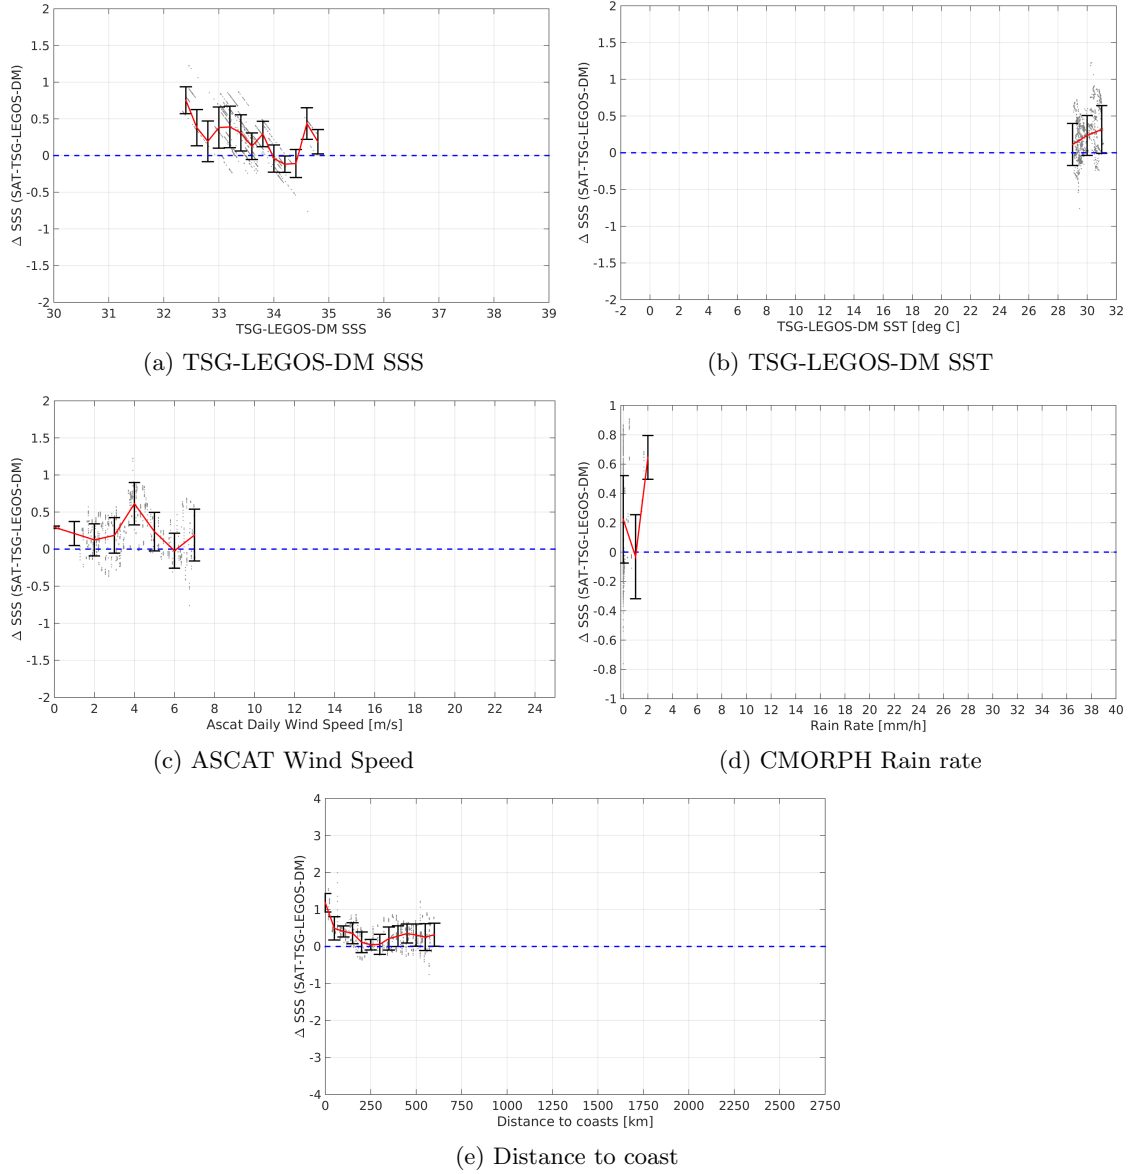 2
1.5
1
0.5
0
-0.5
-1
-1.5
-2
Δ SSS (SAT-TSG-LEGOS-DM)
30 31 32 33 34 35 36 37 38 39
TSG-LEGOS-DM SSS
(a) TSG-LEGOS-DM SSS
2
1.5
1
0.5
0
-0.5
-1
-1.5
-2
Δ SSS (SAT-TSG-LEGOS-DM)
-2 0 2 4 6 8 10 12 14 16 18 20 22 24 26 28 30 32
TSG-LEGOS-DM SST [deg C]
(b) TSG-LEGOS-DM SST
2
1.5
1
0.5
0
-0.5
-1
-1.5
-2
Δ SSS (SAT-TSG-LEGOS-DM)
0 2 4 6 8 10 12 14 16 18 20 22 24
Ascat Daily Wind Speed [m/s]
(c) ASCAT Wind Speed
1
0.8
0.6
0.4
0.2
0
-0.2
-0.4
-0.6
-0.8
-1
Δ SSS (SAT-TSG-LEGOS-DM)
0 2 4 6 8 10 12 14 16 18 20 22 24 26 28 30 32 34 36 38 40
Rain Rate [mm/h]
(d) CMORPH Rain rate
4
3
2
1
0
-1
-2
-3
-4
Δ SSS (SAT-TSG-LEGOS-DM)
0 250 500 750 1000 1250 1500 1750 2000 2250 2500 2750
Distance to coasts [km]
(e) Distance to coast